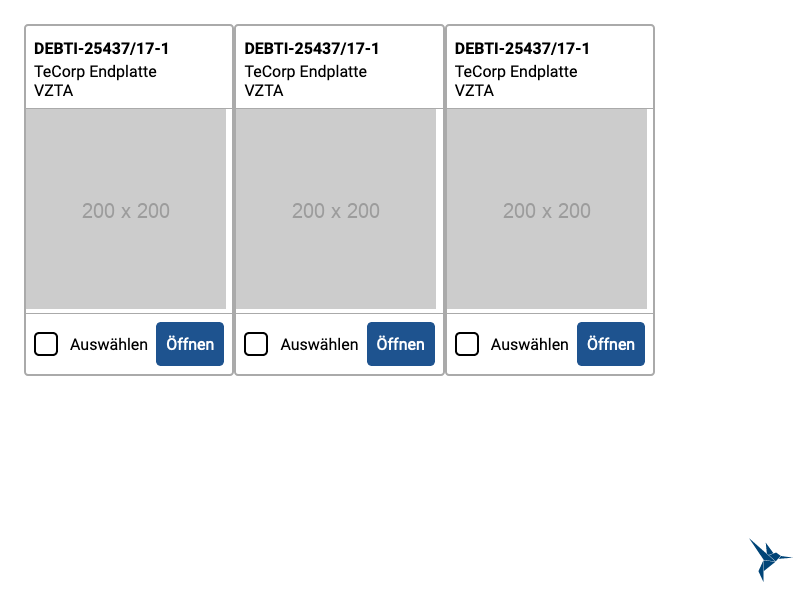 DEBTI-25437/17-1
TeCorp Endplatte
VZTA
200 x 200
Auswählen
Öffnen
DEBTI-25437/17-1
TeCorp Endplatte
VZTA
200 x 200
Auswählen
Öffnen
DEBTI-25437/17-1
TeCorp Endplatte
VZTA
200 x 200
Auswählen
Öffnen